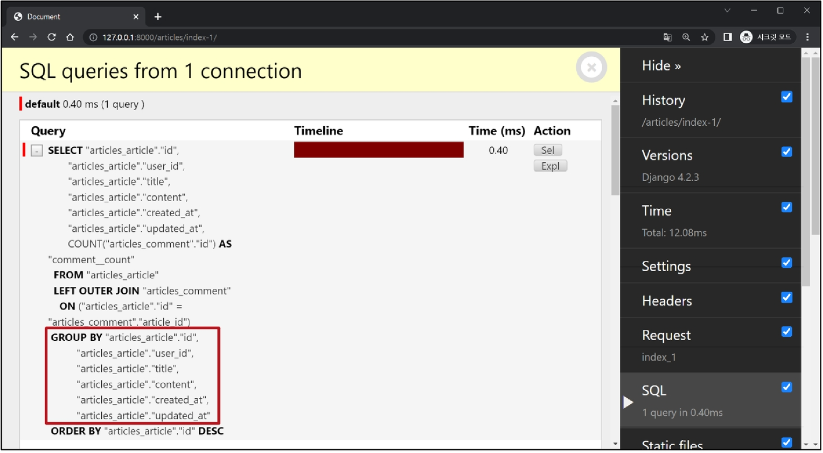 Document
127.0.0.1:8000/articles/index-1/
시크릿 모드
SQL queries from 1 connection
default 0.40 ms (1 query )
Query Timeline Time (ms) Action
SELECT "articles_article"."id", 0.40 Sel
"articles_article"."user_id", Expl
"articles_article"."title",
"articles_article"."content",
"articles_article"."created_at",
"articles_article"."updated_at",
COUNT("articles_comment"."id") AS
"comment__count"
FROM "articles_article"
LEFT OUTER JOIN "articles_comment"
ON ("articles_article"."id" =
"articles_comment"."article_id")
GROUP BY "articles_article"."id",
"articles_article"."user_id",
"articles_article"."title",
"articles_article"."content",
"articles_article"."created_at",
"articles_article"."updated_at"
ORDER BY "articles_article"."id" DESC
Hide »
History
/articles/index-1/
Versions
Django 4.2.3
Time
Total: 12.08ms
Settings
Headers
Request
index_1
SQL
1 query in 0.40ms
Static files